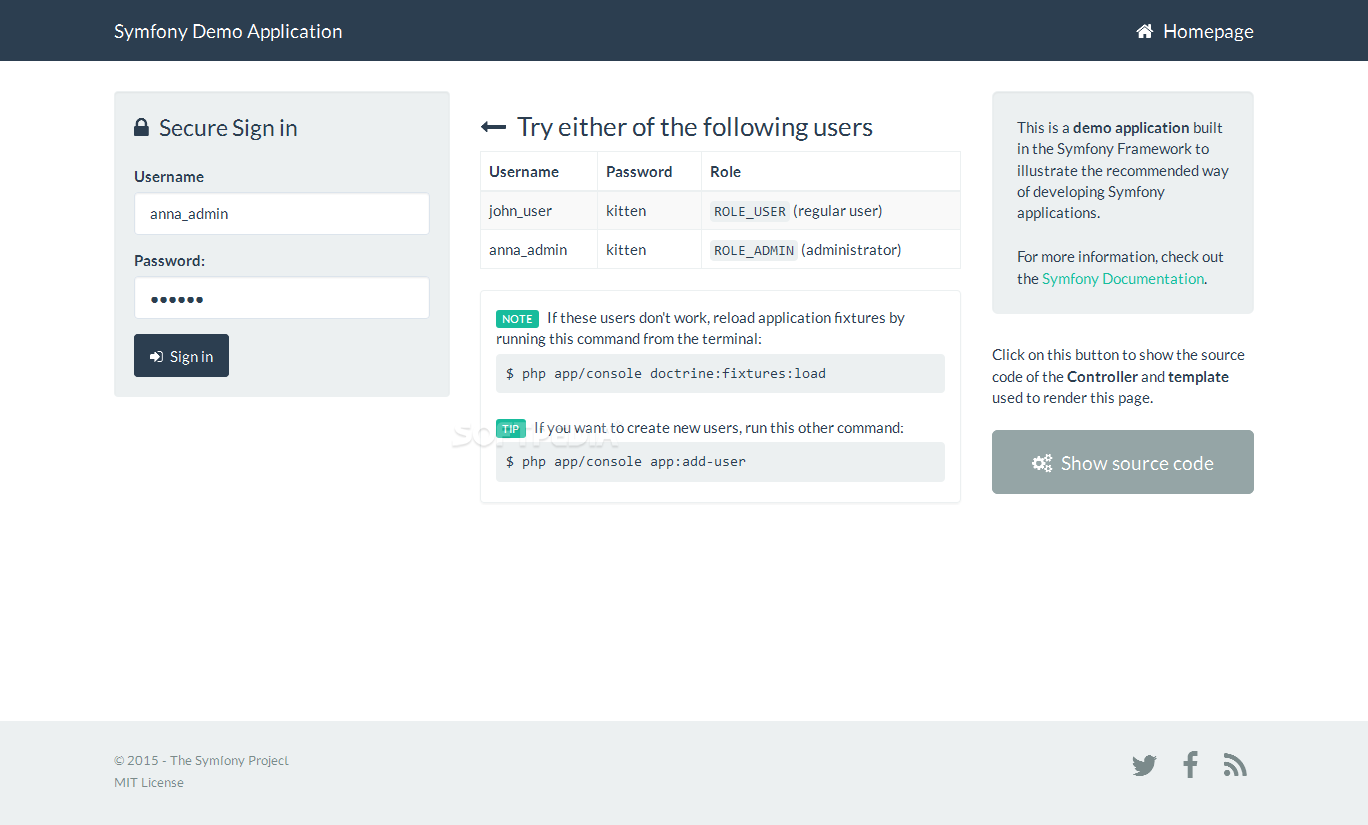 Symfony Demo Application
Homepage
Secure Sign in
Username
anna_admin
Password:
••••••
Sign in
Try either of the following users
Username Password Role
john_user kitten ROLE_USER (regular user)
anna_admin kitten ROLE_ADMIN (administrator)
NOTE If these users don't work, reload application fixtures by
running this command from the terminal:
$ php app/console doctrine:fixtures:load
TIP If you want to create new users, run this other command:
SOFTPEDIA
$ php app/console app:add-user
This is a demo application built
in the Symfony Framework to
illustrate the recommended way
of developing Symfony
applications.
For more information, check out
the Symfony Documentation.
Click on this button to show the source
code of the Controller and template
used to render this page.
Show source code
© 2015 - The Symfony Project
MIT License